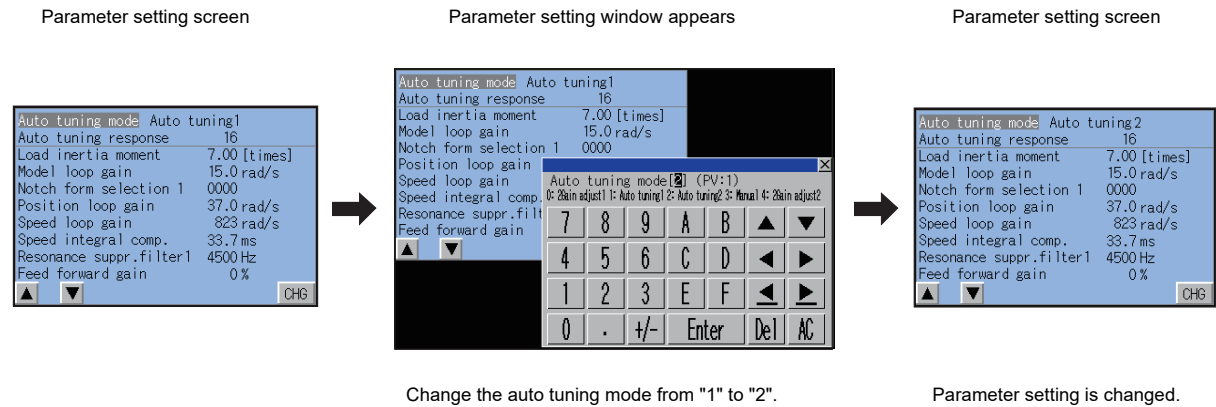 Parameter setting screen
Auto tuning mode Auto tuning1
Auto tuning response 16
Load inertia moment 7.00 [times]
Model loop gain 15.0 rad/s
Notch form selection 1 0000
Position loop gain 37.0 rad/s
Speed loop gain 823 rad/s
Speed integral comp. 33.7 ms
Resonance suppr.filter1 4500 Hz
Feed forward gain 0 %
▲ ▼ CHG
Parameter setting window appears
Auto tuning mode Auto tuning1
Auto tuning response 16
Load inertia moment 7.00 [times]
Model loop gain 15.0 rad/s
Notch form selection 1 0000
Position loop gain
Speed loop gain
Speed integral comp.
Resonance suppr.filt
Feed forward gain
▲ ▼
X
Auto tuning mode[2] (PV:1)
0: 2Gain adjust1 1: Auto tuning1 2: Auto tuning2 3: Manual 4: 2Gain adjust2
7 8 9 A B ▲ ▼
4 5 6 C D ◀ ▶
1 2 3 E F ◀ ▶
0 . +/- Enter Del AC
Change the auto tuning mode from "1" to "2".
Parameter setting screen
Auto tuning mode Auto tuning2
Auto tuning response 16
Load inertia moment 7.00 [times]
Model loop gain 15.0 rad/s
Notch form selection 1 0000
Position loop gain 37.0 rad/s
Speed loop gain 823 rad/s
Speed integral comp. 33.7 ms
Resonance suppr.filter1 4500 Hz
Feed forward gain 0 %
▲ ▼ CHG
Parameter setting is changed.